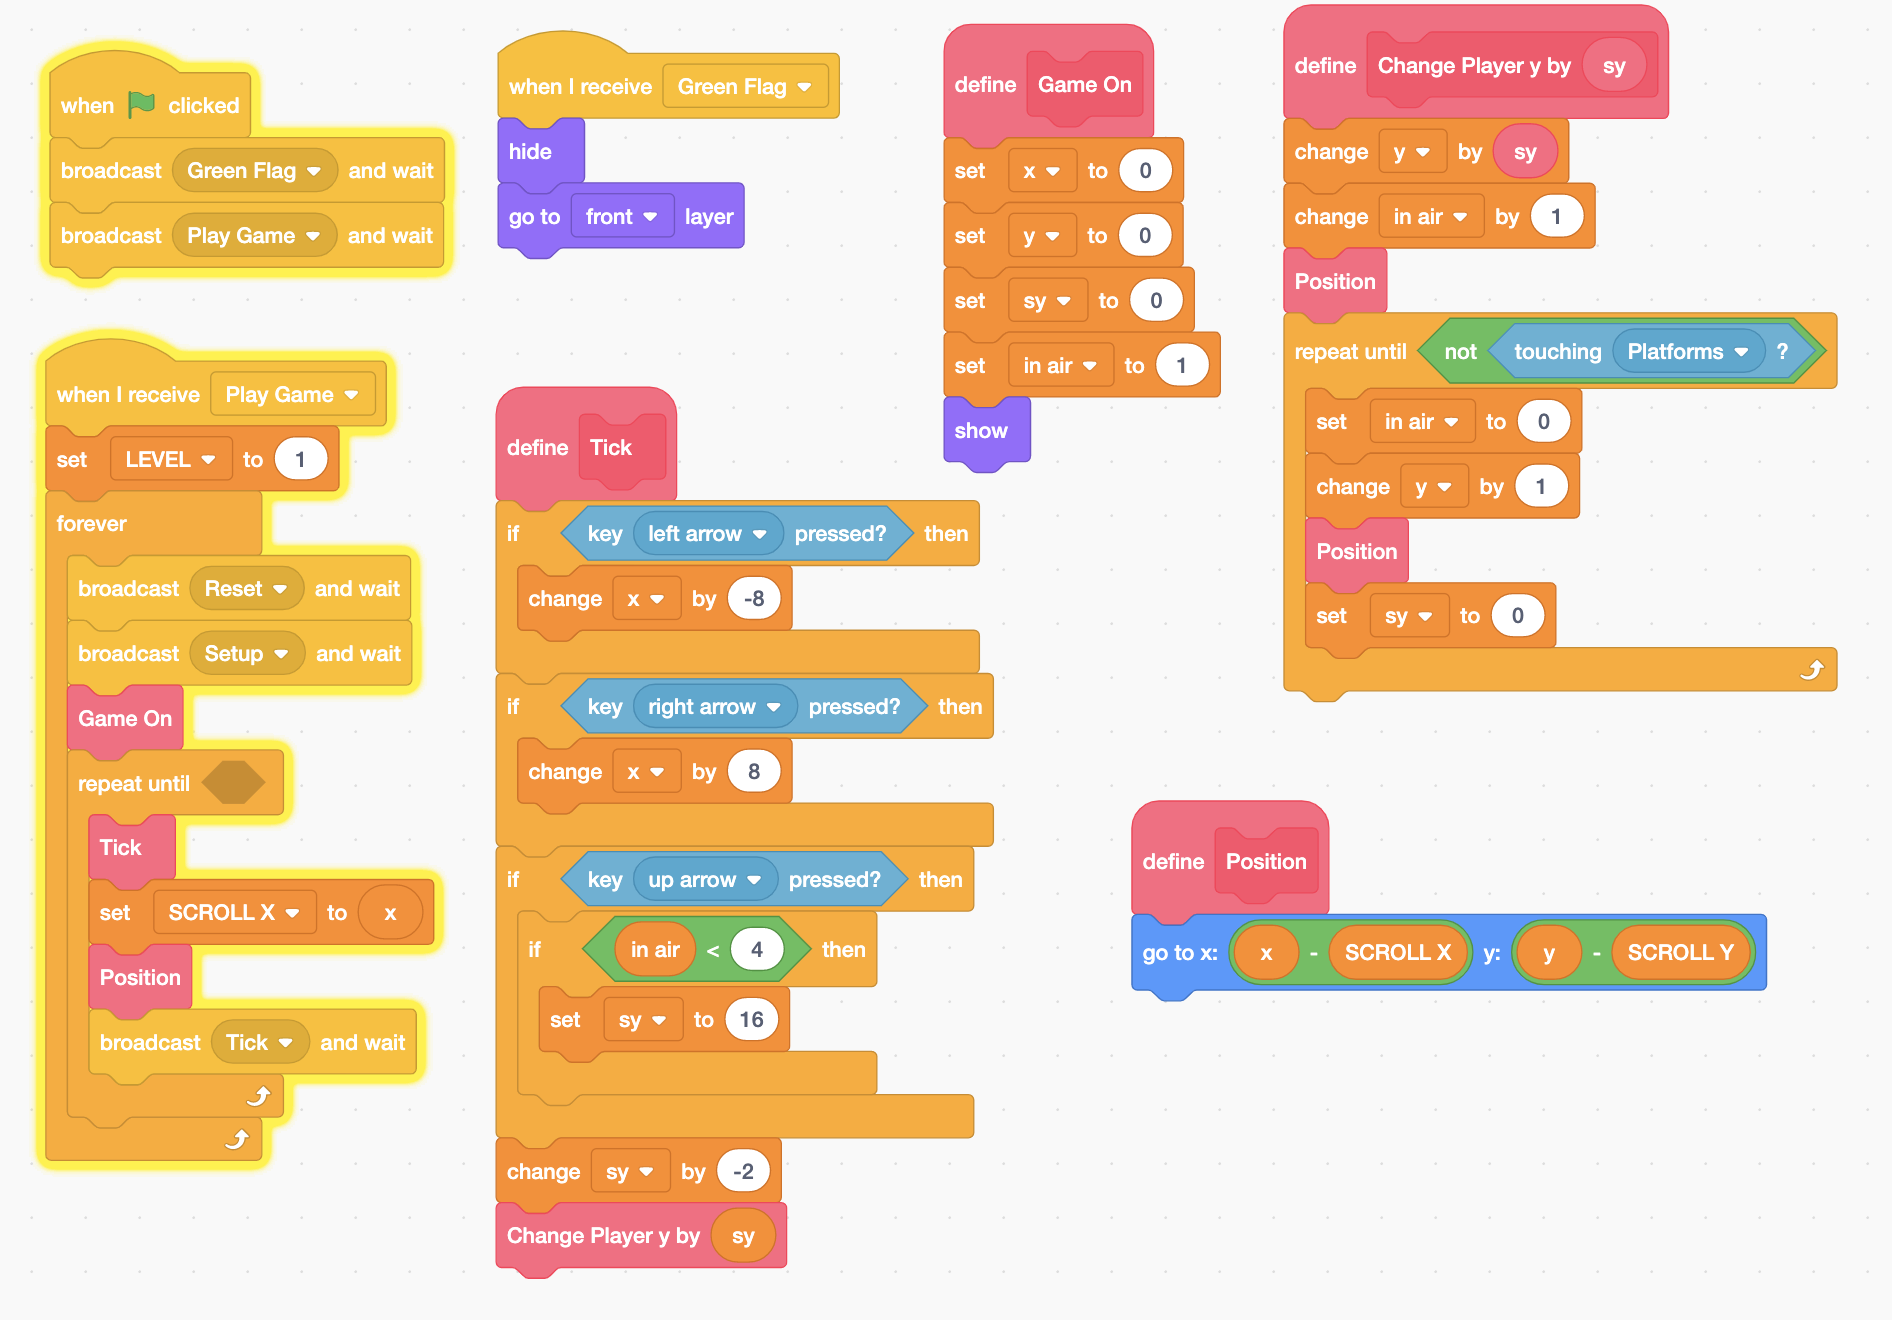 when clicked
broadcast Green Flag and wait
broadcast Play Game and wait
when I receive Play Game
set LEVEL to 1
forever
broadcast Reset and wait
broadcast Setup and wait
Game On
repeat until
Tick
set SCROLL X to x
Position
broadcast Tick and wait
when I receive Green Flag
hide
go to front layer
define Tick
if key left arrow pressed? then
change x by -8
if key right arrow pressed? then
change x by 8
if key up arrow pressed? then
if in air < 4 then
set sy to 16
change sy by -2
Change Player y by sy
define Game On
set x to 0
set y to 0
set sy to 0
set in air to 1
show
define Change Player y by sy
change y by sy
change in air by 1
Position
repeat until not touching Platforms ?
set in air to 0
change y by 1
Position
set sy to 0
define Position
go to x: x - SCROLL X y: y - SCROLL Y